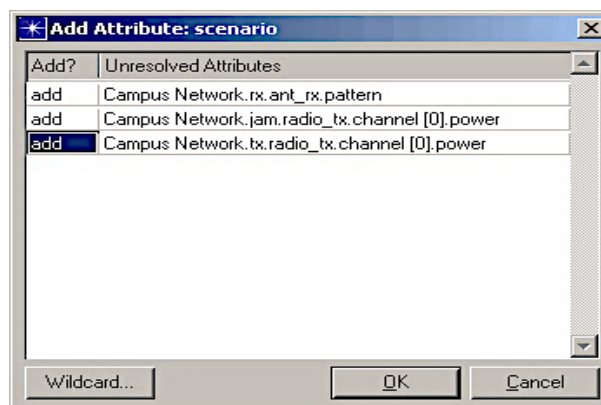 Add Attribute: scenario
Add? Unresolved Attributes
add Campus Network.rx.ant_rx.pattern
add Campus Network.jam.radio_tx.channel [0].power
add Campus Network.tx.radio_tx.channel [0].power
Wildcard... OK Cancel